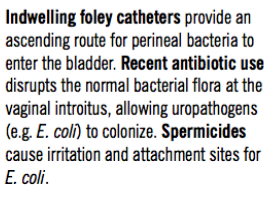 Indwelling foley catheters provide an
ascending route for perineal bacteria to
enter the bladder. Recent antibiotic use
disrupts the normal bacterial flora at the
vaginal introitus, allowing uropathogens
(e.g. E. coli) to colonize. Spermicides
cause irritation and attachment sites for
E. coli.